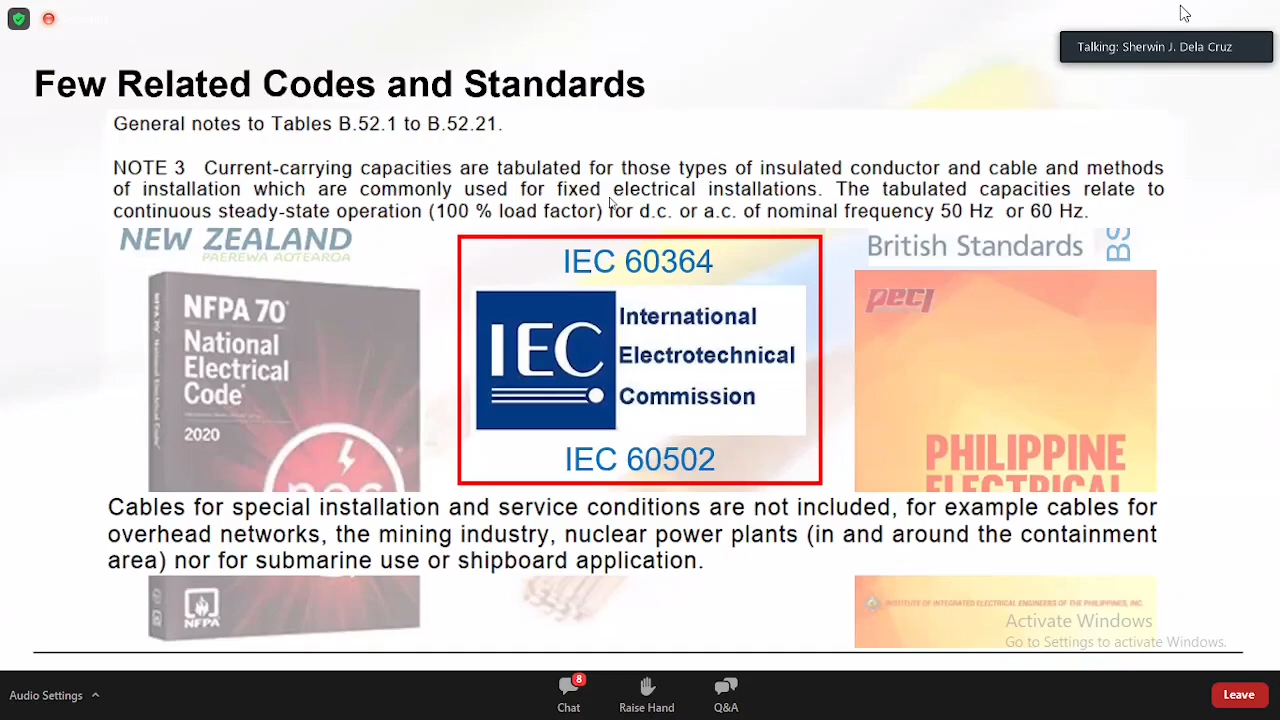 Talking: Sherwin J. Dela Cruz
Few Related Codes and Standards
General notes to Tables B.52.1 to B.52.21.
NOTE 3 Current-carrying capacities are tabulated for those types of insulated conductor and cable and methods
of installation which are commonly used for fixed electrical installations. The tabulated capacities relate to
continuous steady-state operation (100 % load factor) for d.c. or a.c. of nominal frequency 50 Hz or 60 Hz.
NEW ZEALAND
PAEREWA AOTEAROA
NFPA 70
National
Electrical
Code
2020
IEC 60364
IEC
International
Electrotechnical
Commission
IEC 60502
British Standards
BS
PHILIPPINE
ELECTRICAL
Cables for special installation and service conditions are not included, for example cables for
overhead networks, the mining industry, nuclear power plants (in and around the containment
area) nor for submarine use or shipboard application.
NFPA
INSTITUTE OF INTEGRATED ELECTRICAL ENGINEERS OF THE PHILIPPINES, INC.
Activate Windows
Go to Settings to activate Windows.
Audio Settings
8
Chat
Raise Hand
Q&A
Leave